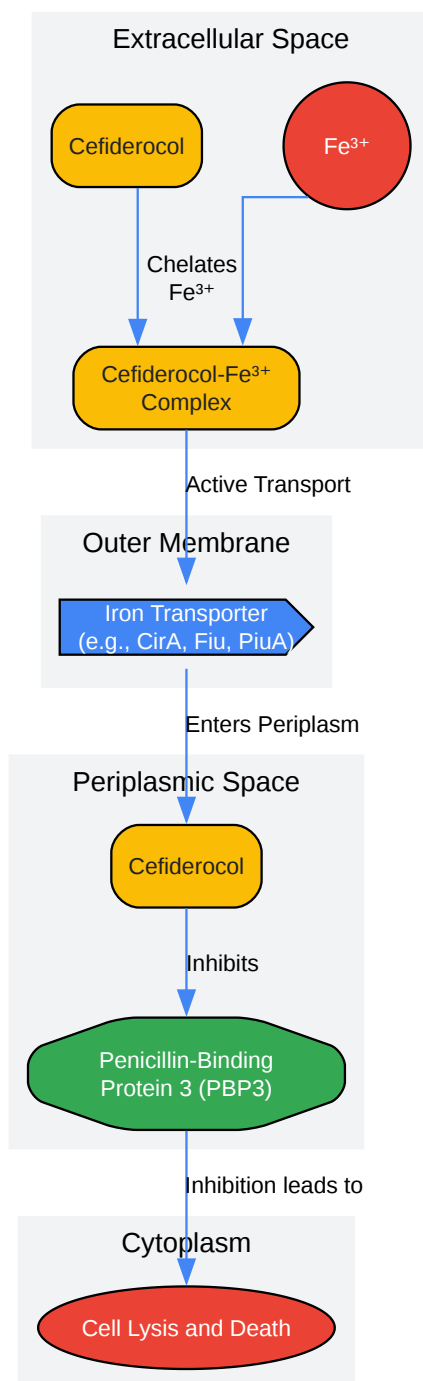 Extracellular Space
Cefiderocol
Fe³⁺
Chelates
Fe³⁺
Cefiderocol-Fe³⁺
Complex
Active Transport
Outer Membrane
Iron Transporter
(e.g., CirA, Fiu, PiuA)
Enters Periplasm
Periplasmic Space
Cefiderocol
Inhibits
Penicillin-Binding
Protein 3 (PBP3)
Inhibition leads to
Cytoplasm
Cell Lysis and Death